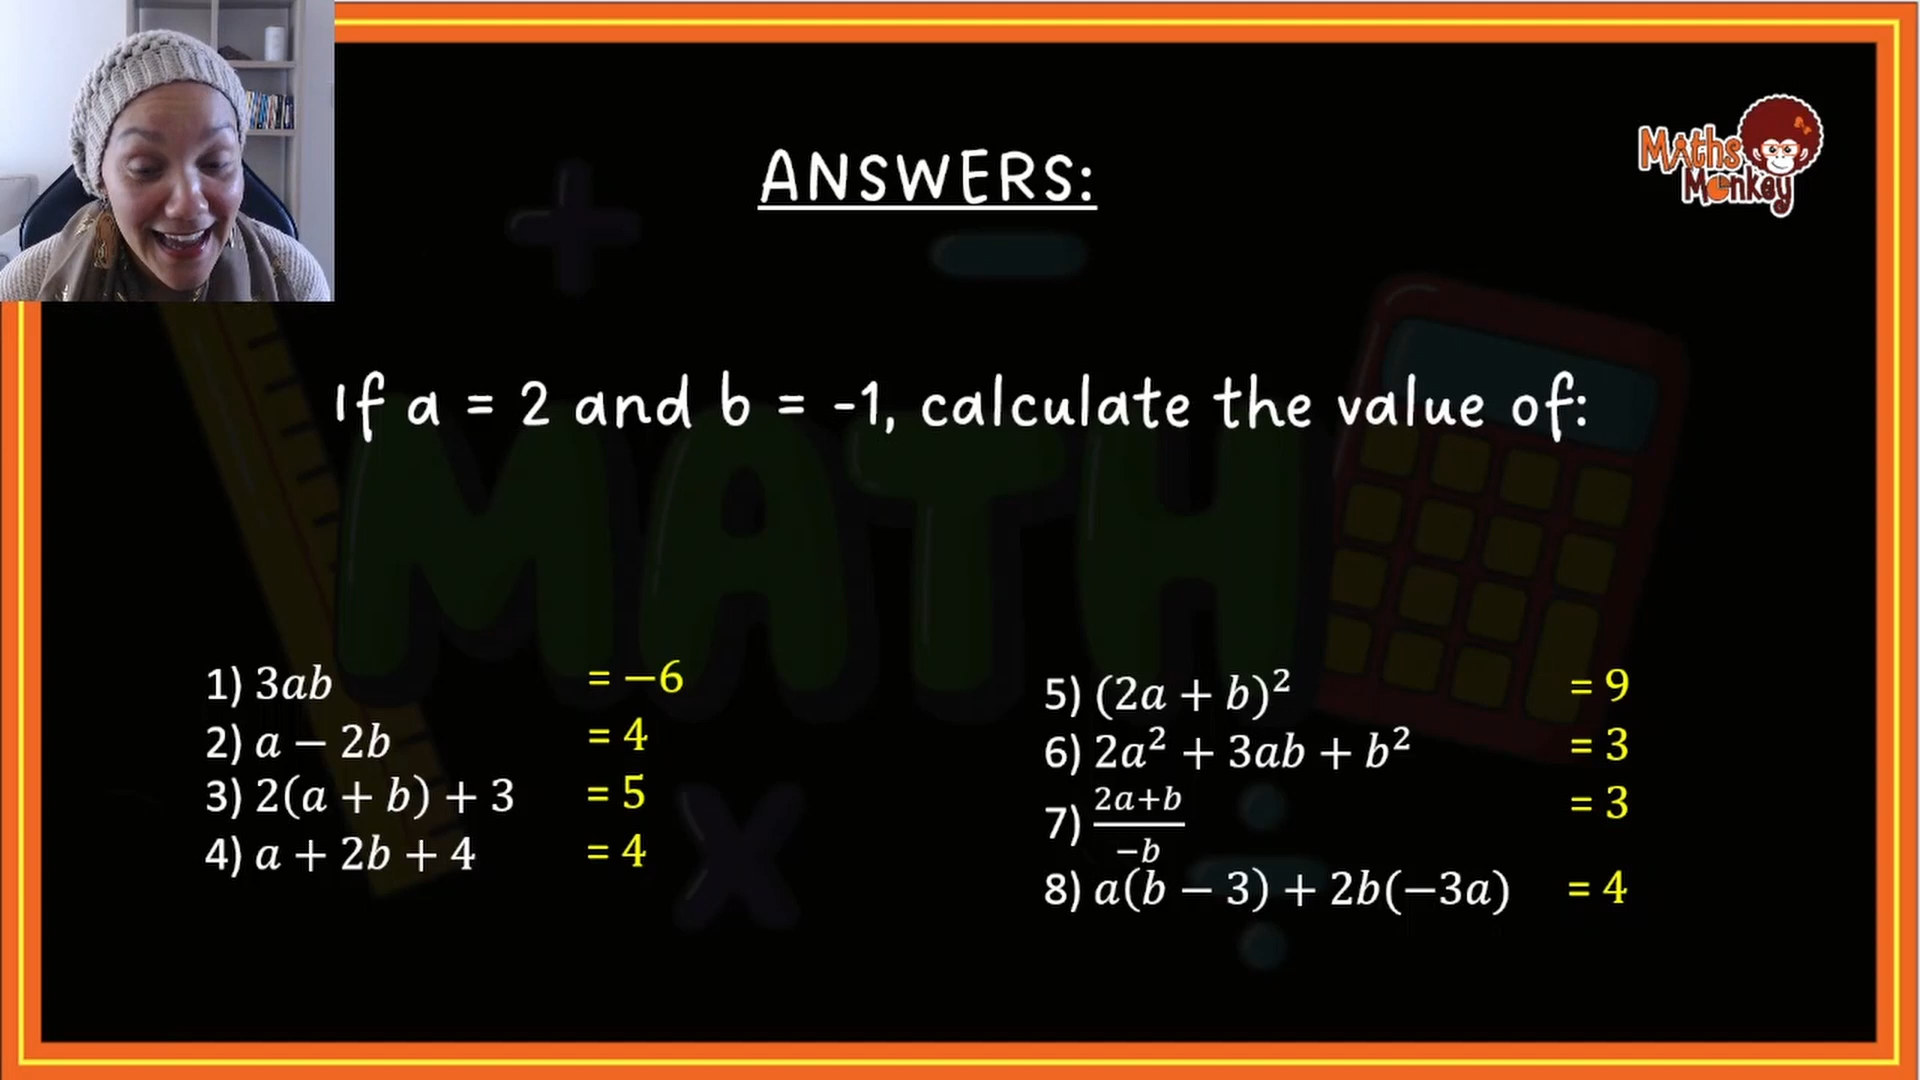 Maths
Monkey
ANSWERS:
If a = 2 and b = -1, calculate the value of:
MATH
1) 3ab = −6
2) a − 2b = 4
3) 2(a + b) + 3 = 5
4) a + 2b + 4 = 4
5) (2a + b)² = 9
6) 2a² + 3ab + b² = 3
7) 2a+b/−b = 3
8) a(b − 3) + 2b(−3a) = 4